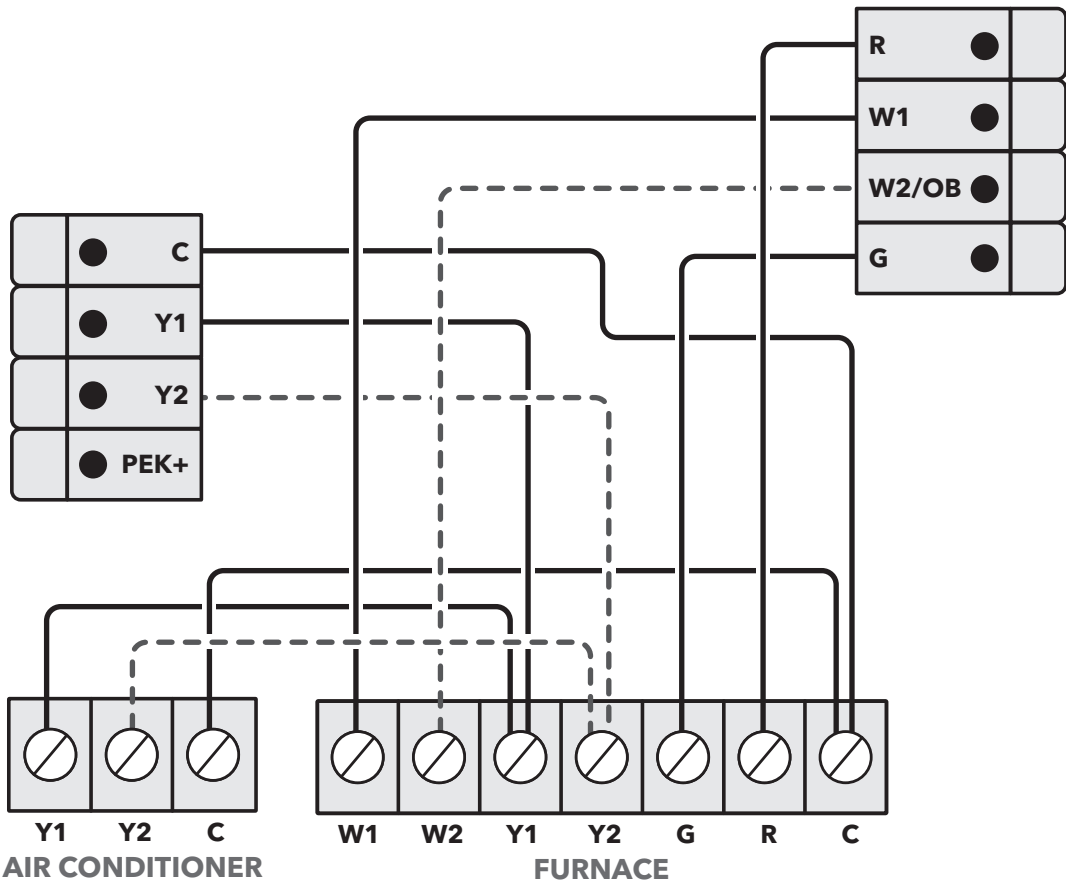 R
W1
W2/OB
G
C
Y1
Y2
PEK+
Y1 Y2 C
AIR CONDITIONER
W1 W2 Y1 Y2 G R C
FURNACE